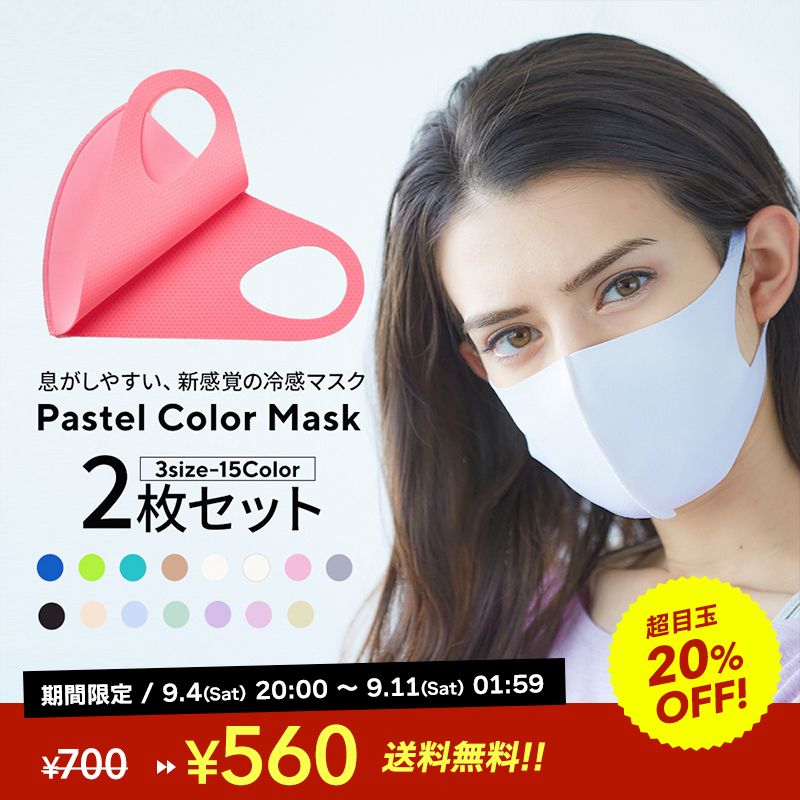 息がしやすい、新感覚の冷感マスク
Pastel Color Mask
3size-15Color
2枚セット
超目玉
20%
OFF!
期間限定 / 9.4(Sat) 20:00 〜 9.11(Sat) 01:59
¥700 ¥560 送料無料!!